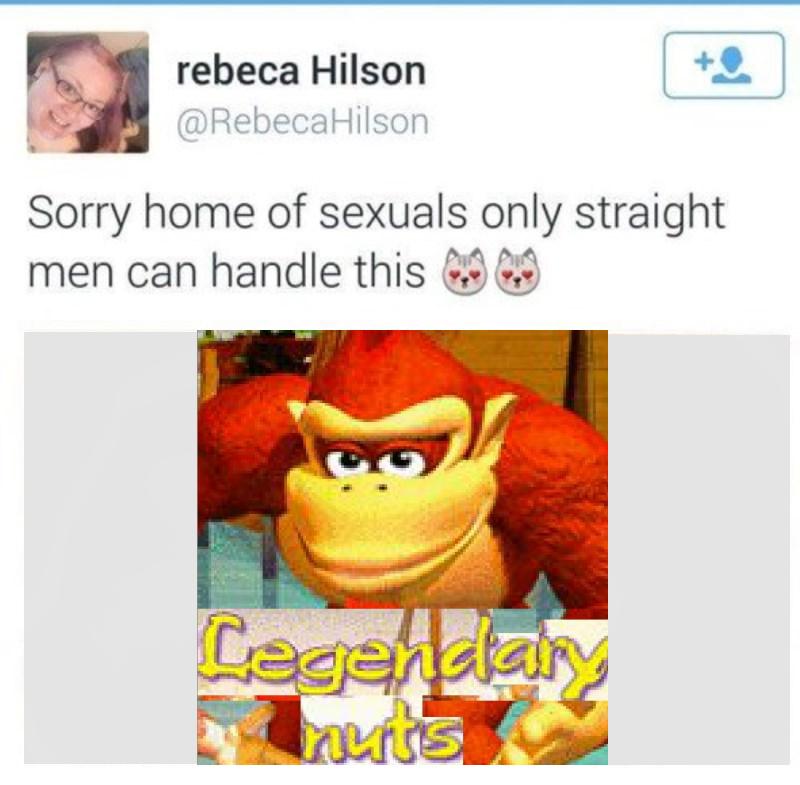 rebeca Hilson
@RebecaHilson
Sorry home of sexuals only straight
men can handle this 😻😻
Legendary
nuts